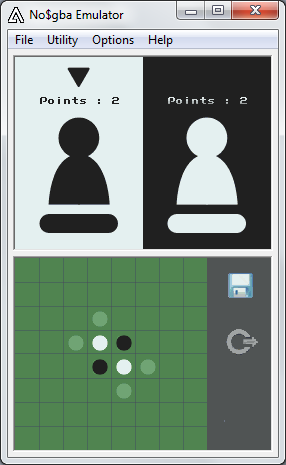 No$gba Emulator
File Utility Options Help
Points : 2 Points : 2